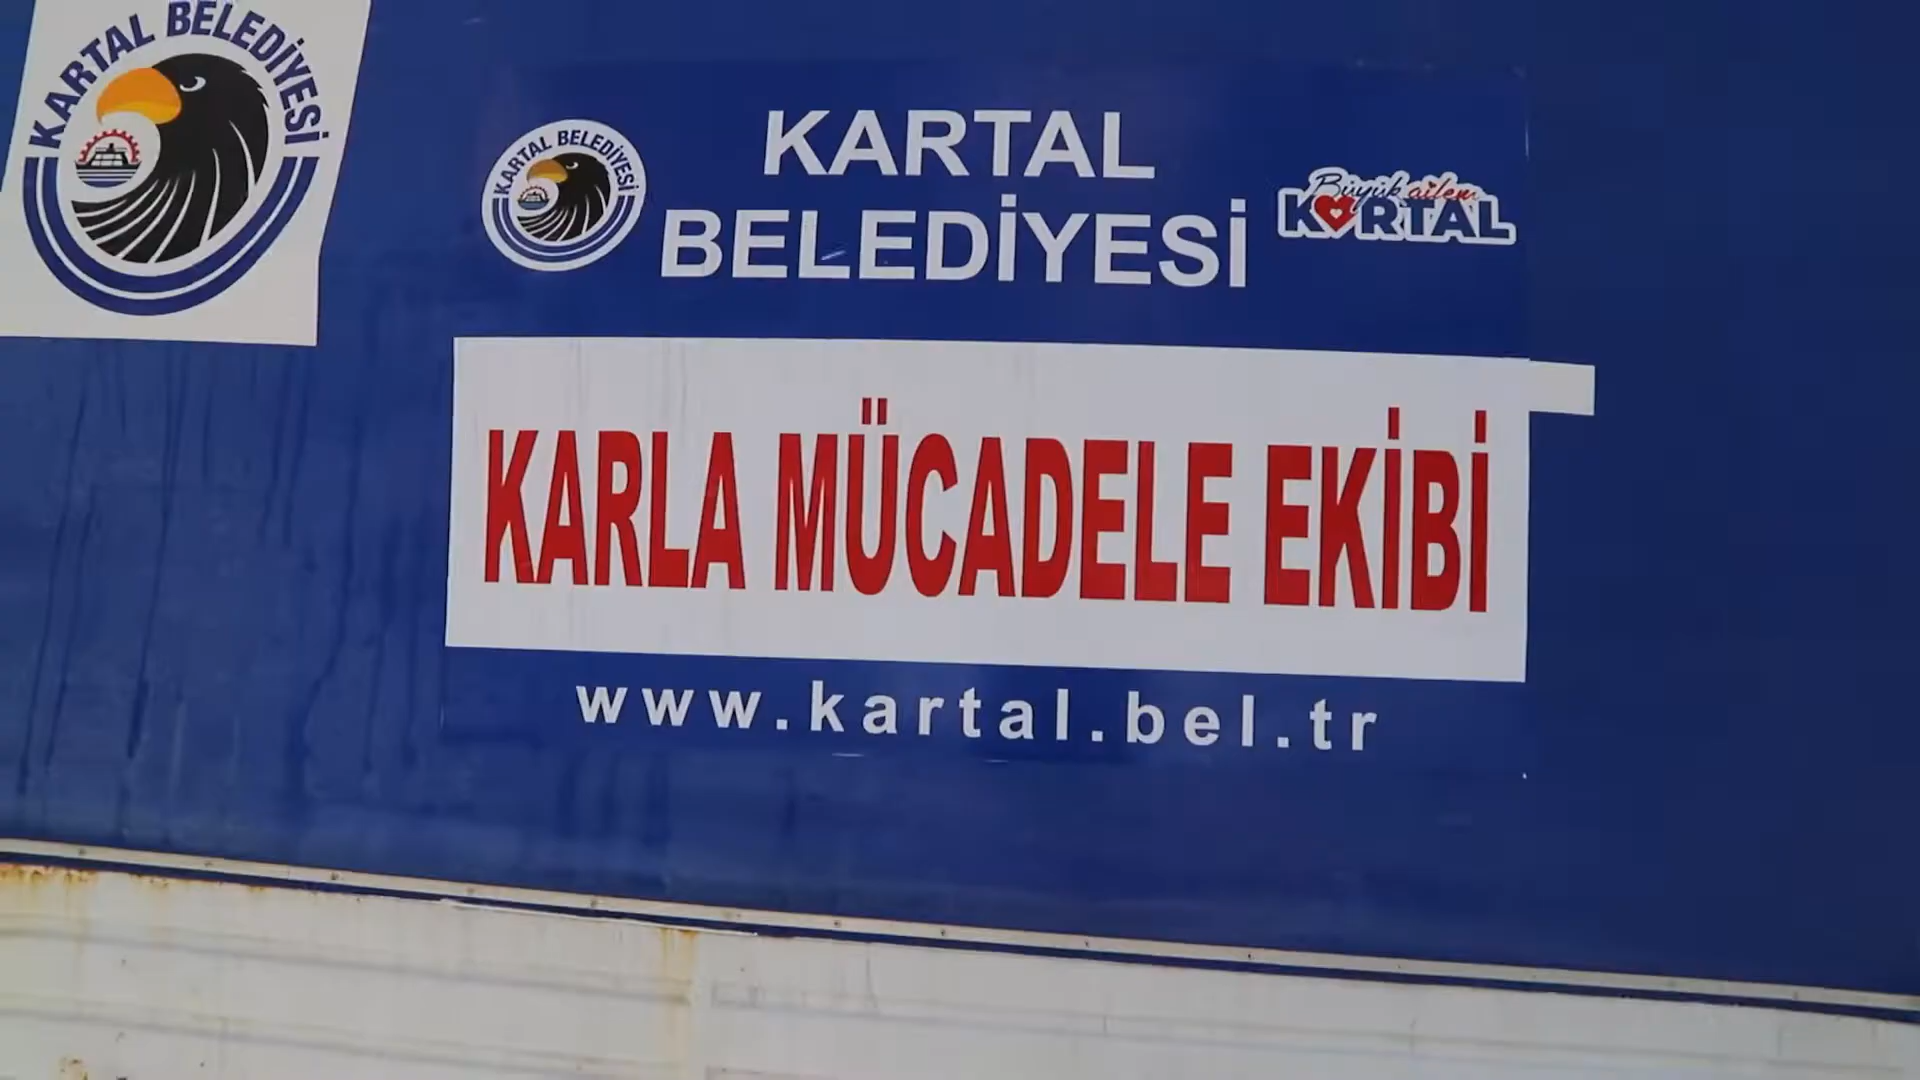 KARTAL BELEDİYESİ
KARTAL BELEDİYESİ
KARTAL
BELEDİYESİ
Büyük ailem
KARTAL
KARLA MÜCADELE EKİBİ
www.kartal.bel.tr